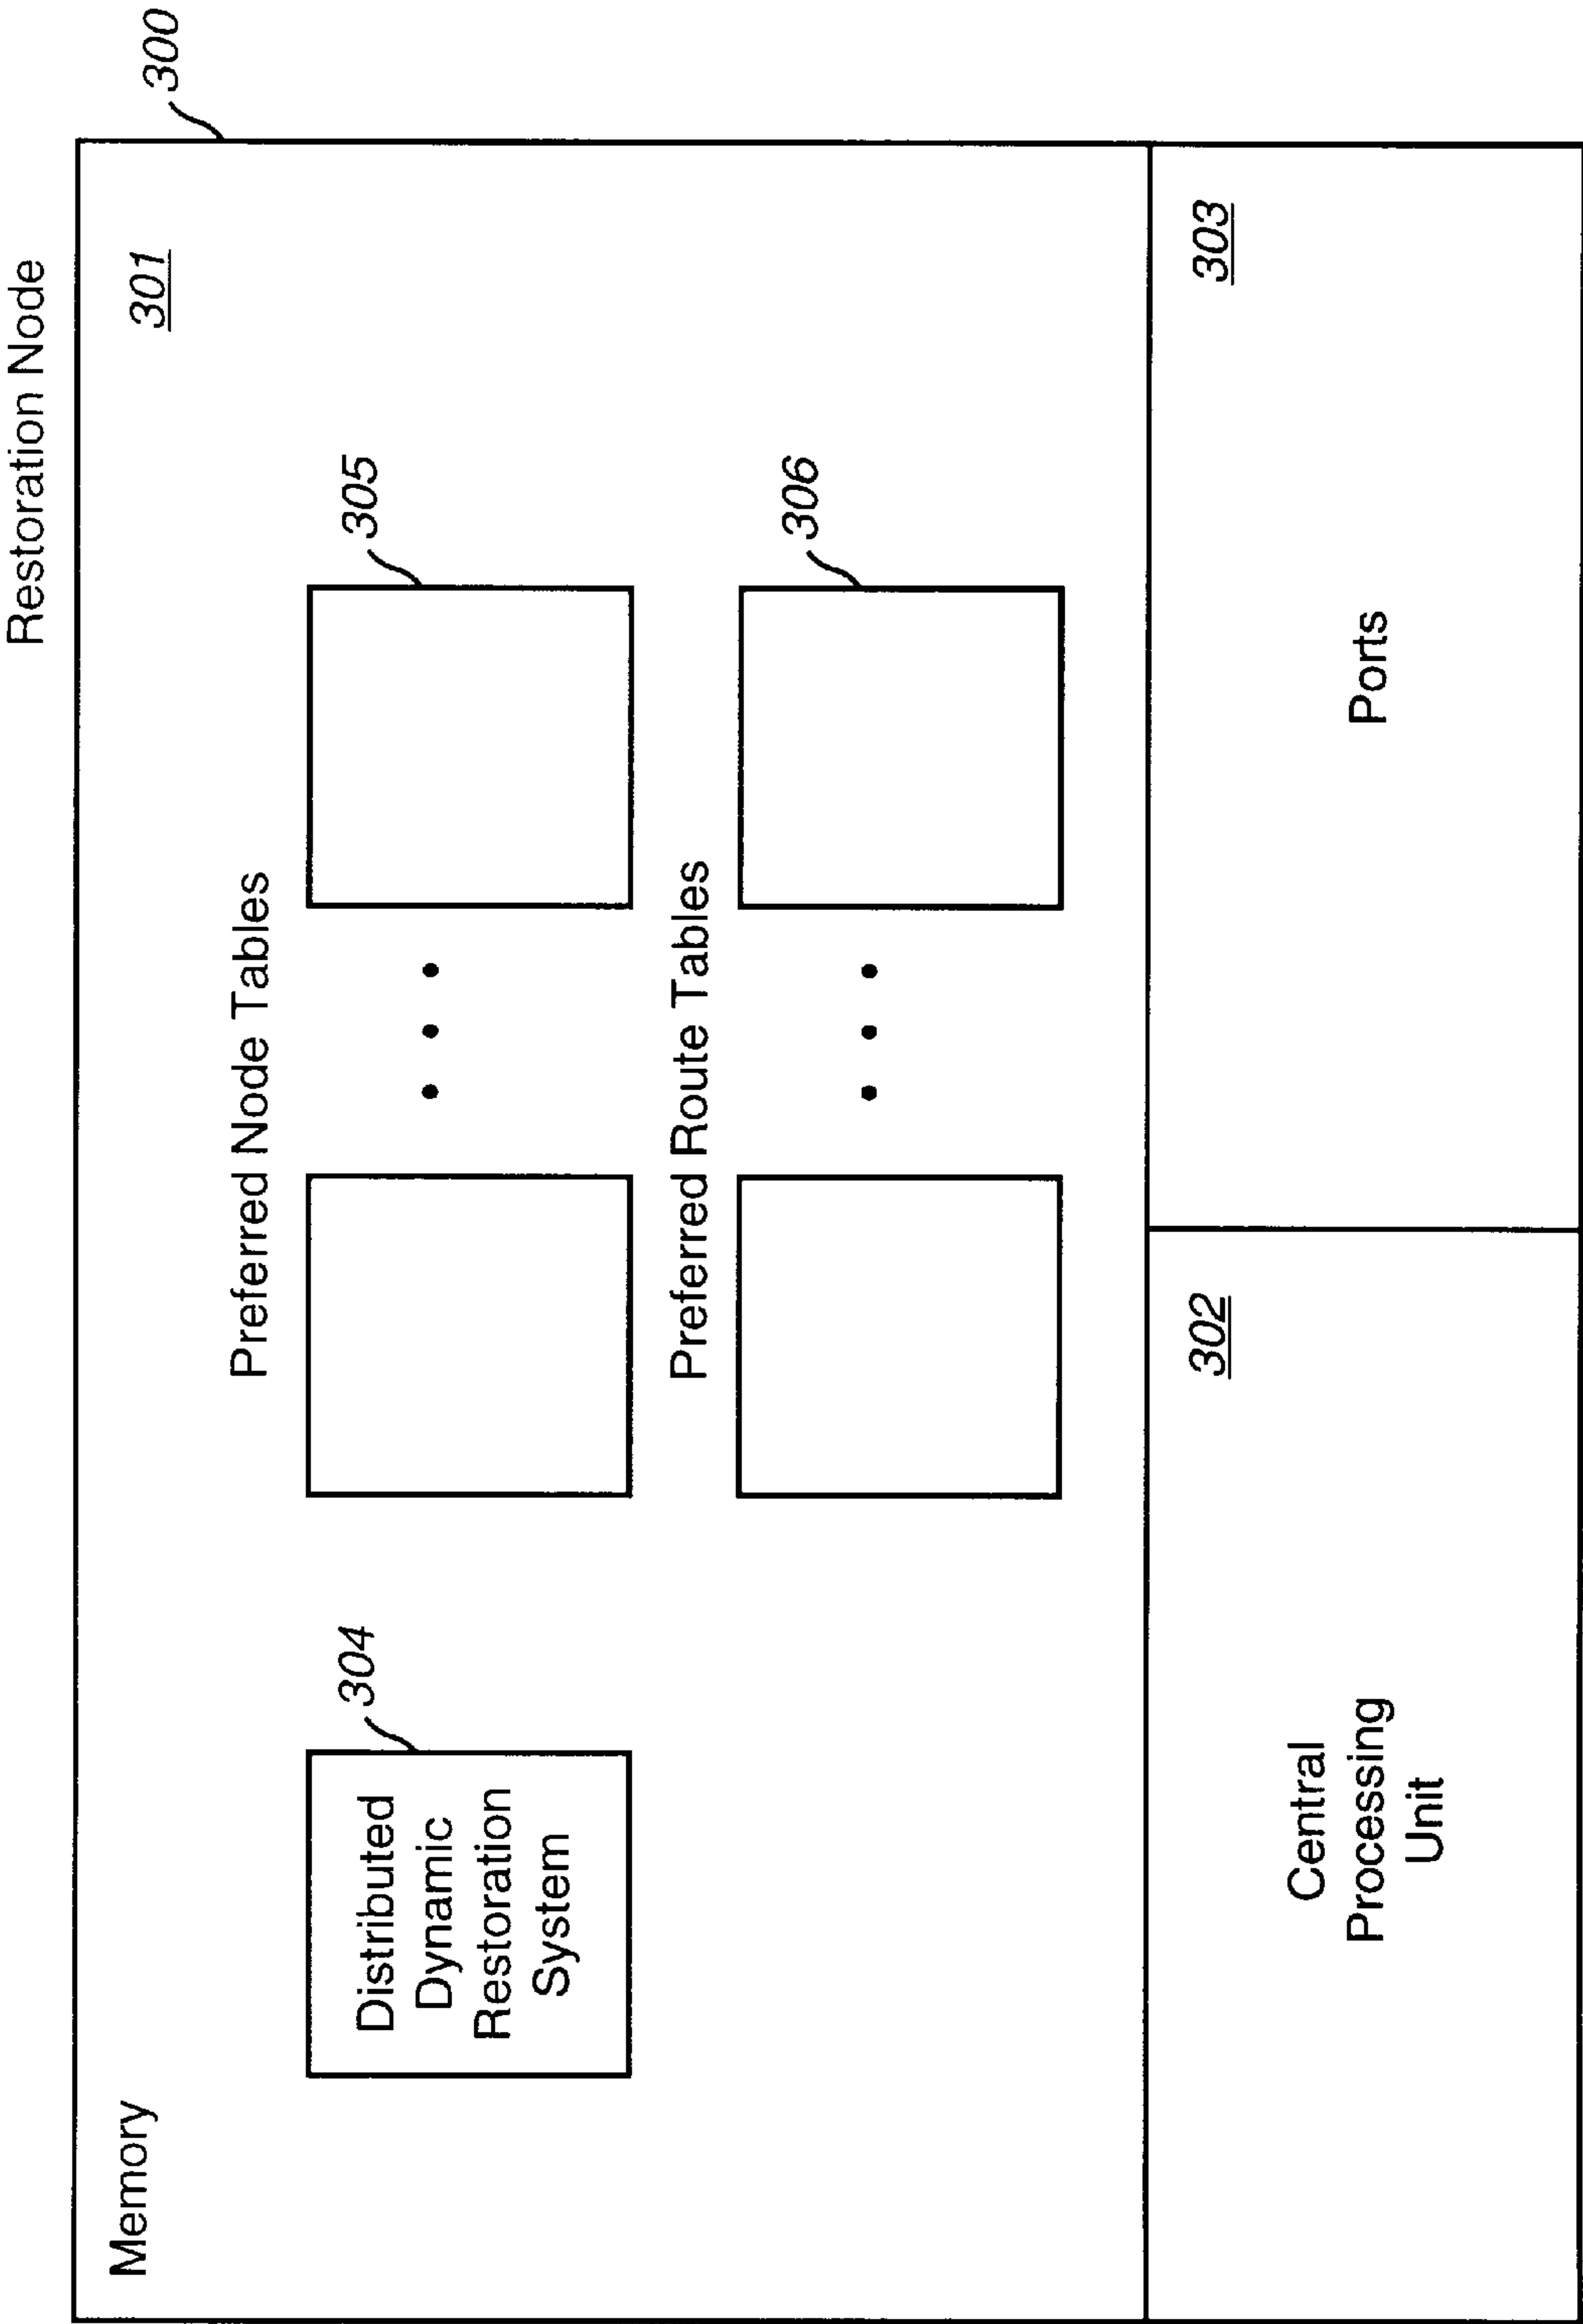 Restoration Node
300
Memory
301
Preferred Node Tables
304
305
Distributed
Dynamic
Restoration
System
• • •
Preferred Route Tables
306
• • •
302
303
Central
Processing
Unit
Ports